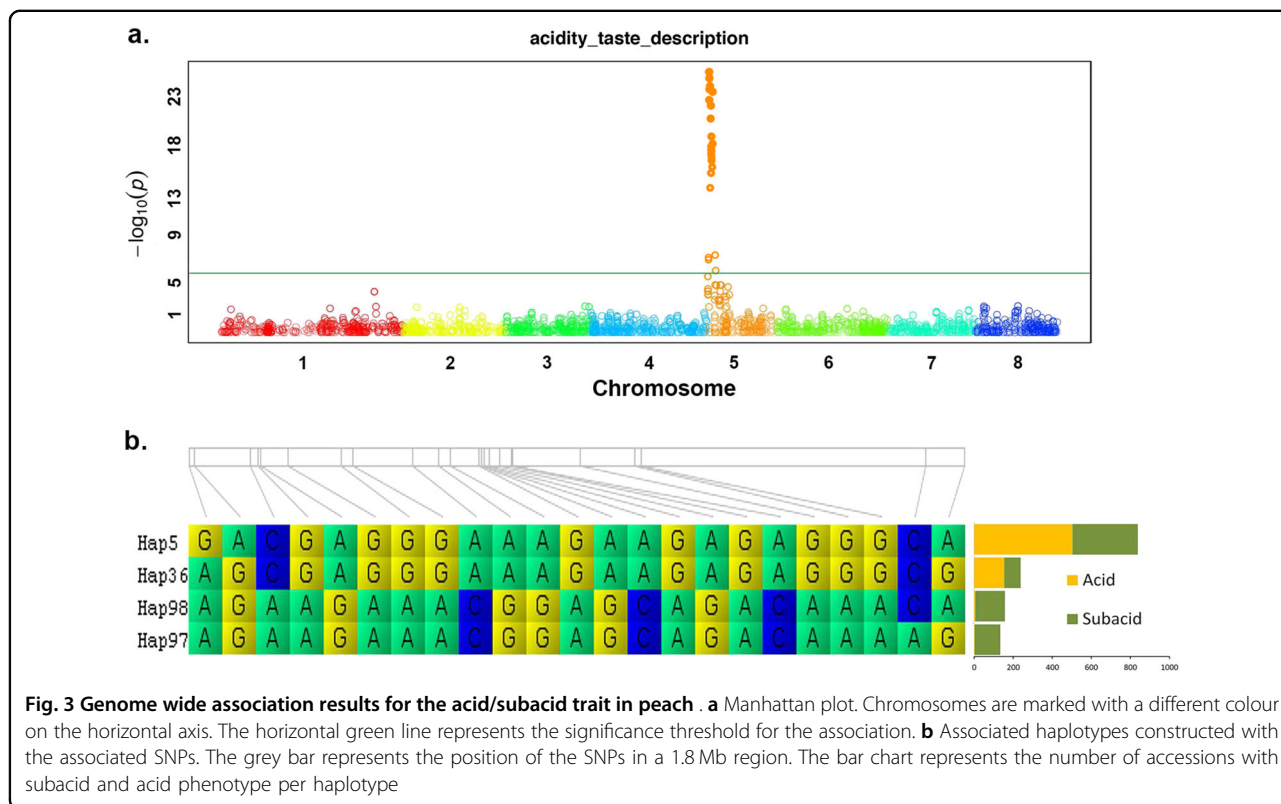 a.
acidity_taste_description
23
18
13
9
5
1
−log₁₀(p)
1 2 3 4 5 6 7 8
Chromosome
b.
Hap5 G A C G A G G G A A A G A A G A G A G G G C A
Hap36 A G C G A G G G A A A G A A G A G A G G G C G
Hap98 A G A A G A A A C G G A G C A G A C A A A C A
Hap97 A G A A G A A A C G G A G C A G A C A A A A G
Acid
Subacid
0 200 400 600 800 1000
Fig. 3 Genome wide association results for the acid/subacid trait in peach . a Manhattan plot. Chromosomes are marked with a different colour
on the horizontal axis. The horizontal green line represents the significance threshold for the association. b Associated haplotypes constructed with
the associated SNPs. The grey bar represents the position of the SNPs in a 1.8 Mb region. The bar chart represents the number of accessions with
subacid and acid phenotype per haplotype